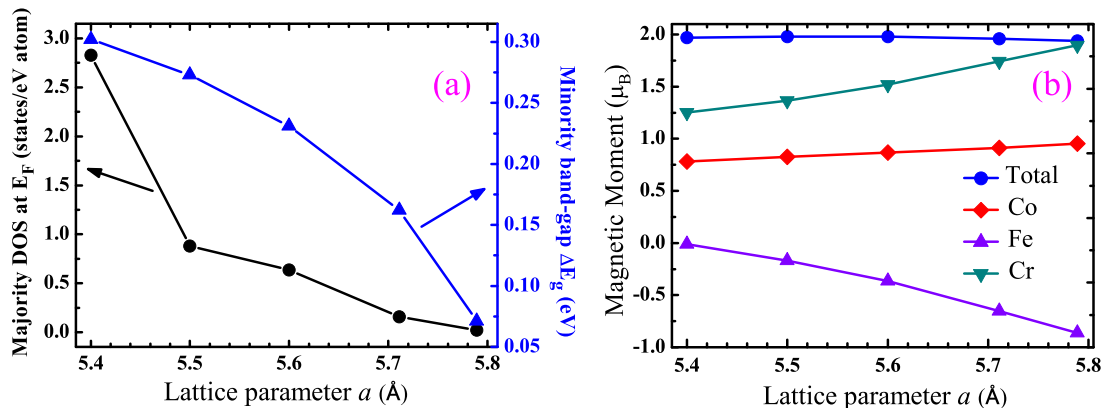 Majority DOS at E_F (states/eV atom)
3.0
2.5
2.0
1.5
1.0
0.5
0.0
5.4
5.5
5.6
5.7
5.8
Lattice parameter a (Å)
(a)
0.30
0.25
0.20
0.15
0.10
0.05
Minority band-gap ΔE_g (eV)
Magnetic Moment (μ_B)
2.0
1.5
1.0
0.5
0.0
-0.5
-1.0
(b)
Total
Co
Fe
Cr
5.4
5.5
5.6
5.7
5.8
Lattice parameter a (Å)